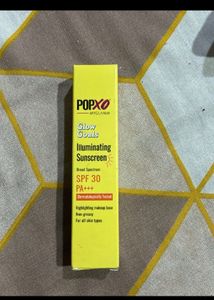 POPXO
MYGLAMM
Glow
Goals
Illuminating
Sunscreen
Broad Spectrum
SPF 30
PA+++
Dermatologically Tested
Highlighting makeup base
Non-greasy
For all skin types